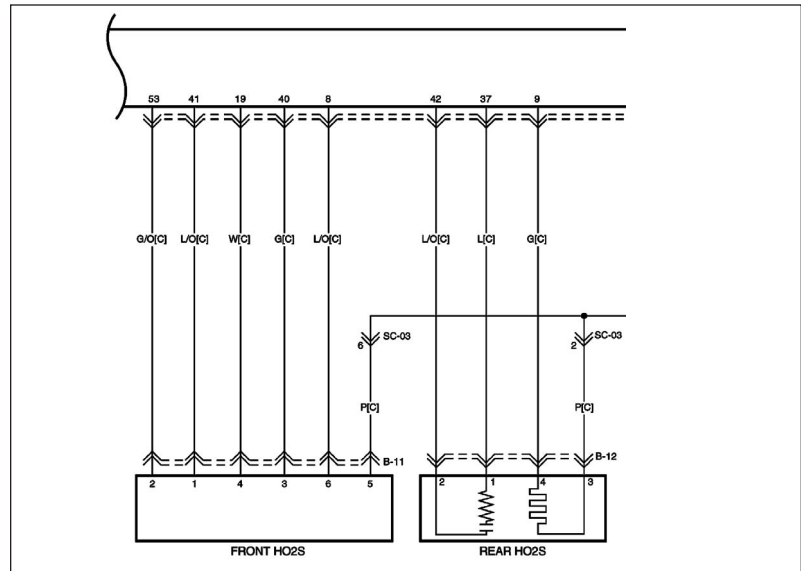 53 41 19 40 8 42 37 9
G/O[C] L/O[C] W[C] G[C] L/O[C] L/O[C] L[C] G[C]
6 SC-03 2 SC-03
P[C] P[C]
B-11 B-12
2 1 4 3 6 5 2 1 4 3
FRONT HO2S REAR HO2S